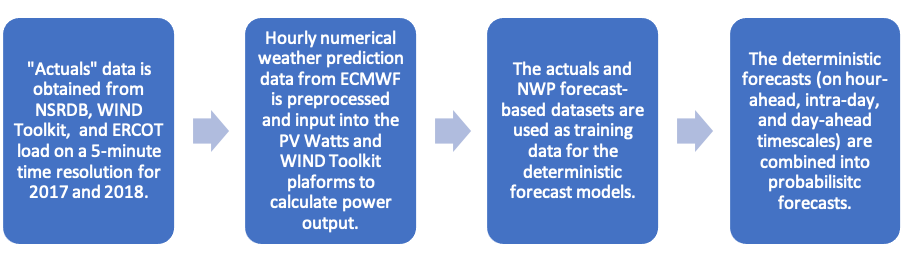 "Actuals" data is
obtained from
NSRDB, WIND
Toolkit,  and ERCOT
load on a 5-minute
time resolution for
2017 and 2018.
Hourly numerical
weather prediction
data from ECMWF
is preprocessed
and input into the
PV Watts and
WIND Toolkit
plaforms to
calculate power
output.
The actuals and
NWP forecast-
based datasets are
used as training
data for the
deterministic
forecast models.
The deterministic
forecasts (on hour-
ahead, intra-day,
and day-ahead
timescales) are
combined into
probabilisitc
forecasts.